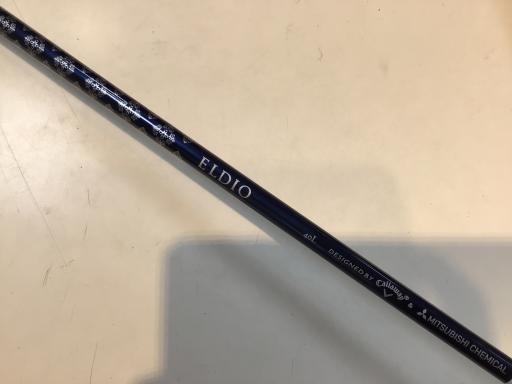 ELDIO
40L
DESIGNED BY Callaway® & MITSUBISHI CHEMICAL